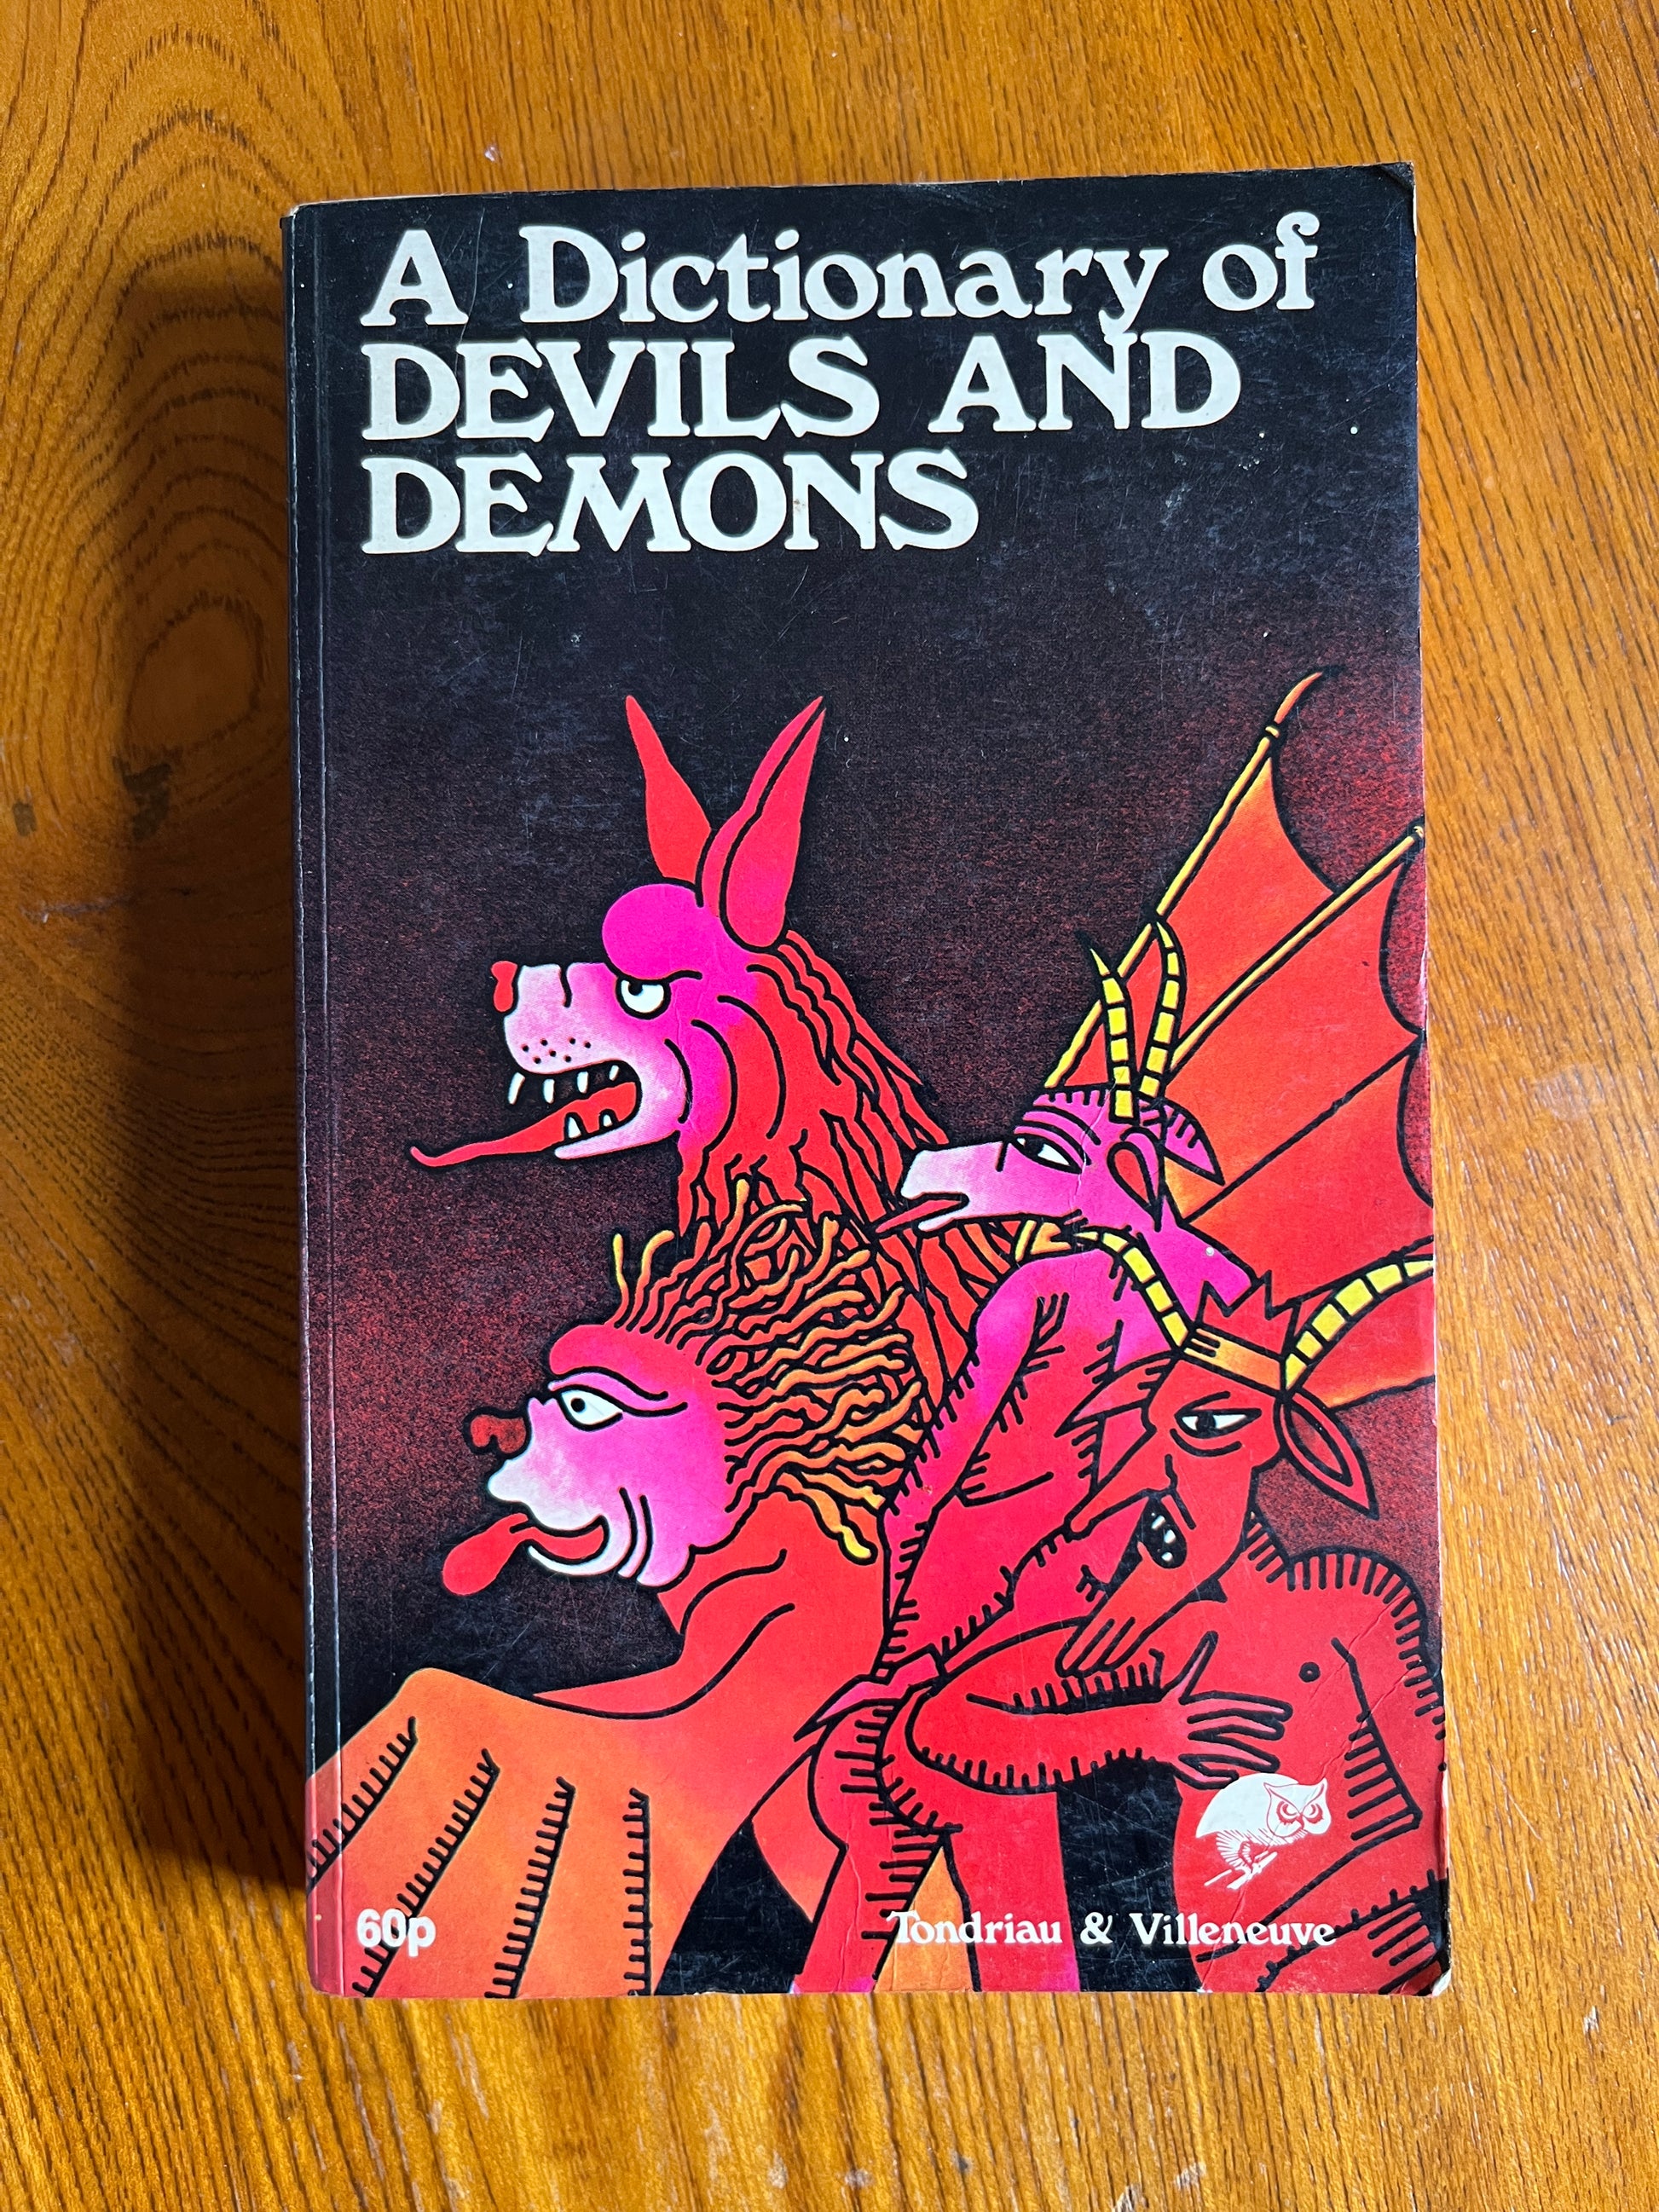 A Dictionary of
DEVILS AND
DEMONS
60p
Tondriau & Villeneuve